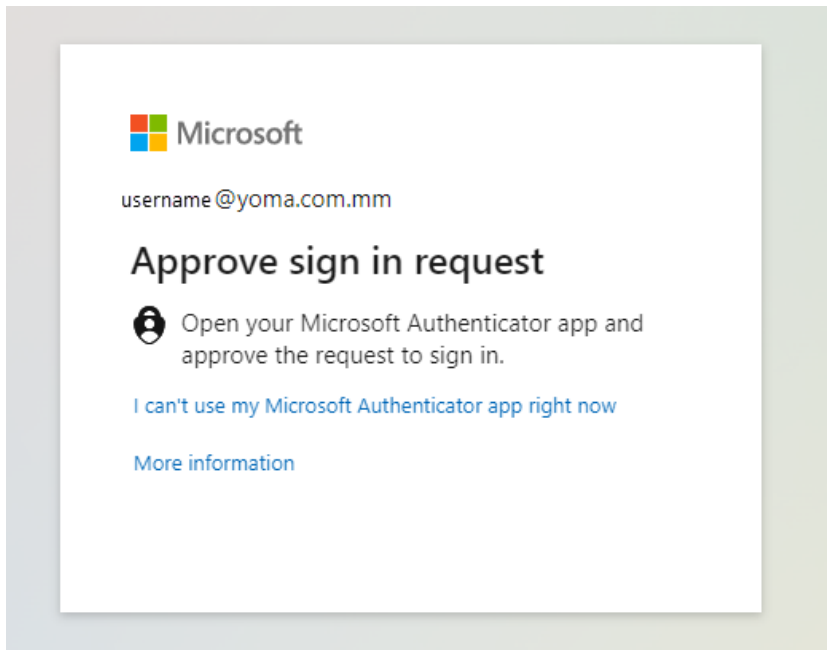 Microsoft
username@yoma.com.mm
Approve sign in request
Open your Microsoft Authenticator app and
approve the request to sign in.
I can't use my Microsoft Authenticator app right now
More information